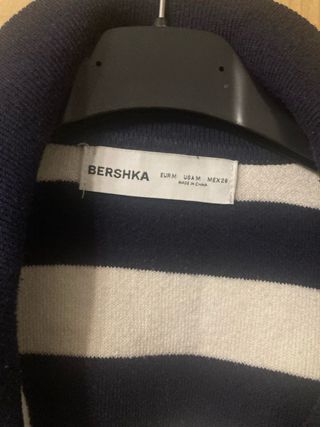 BERSHKA EUR M USA M MEX 28
MADE IN CHINA